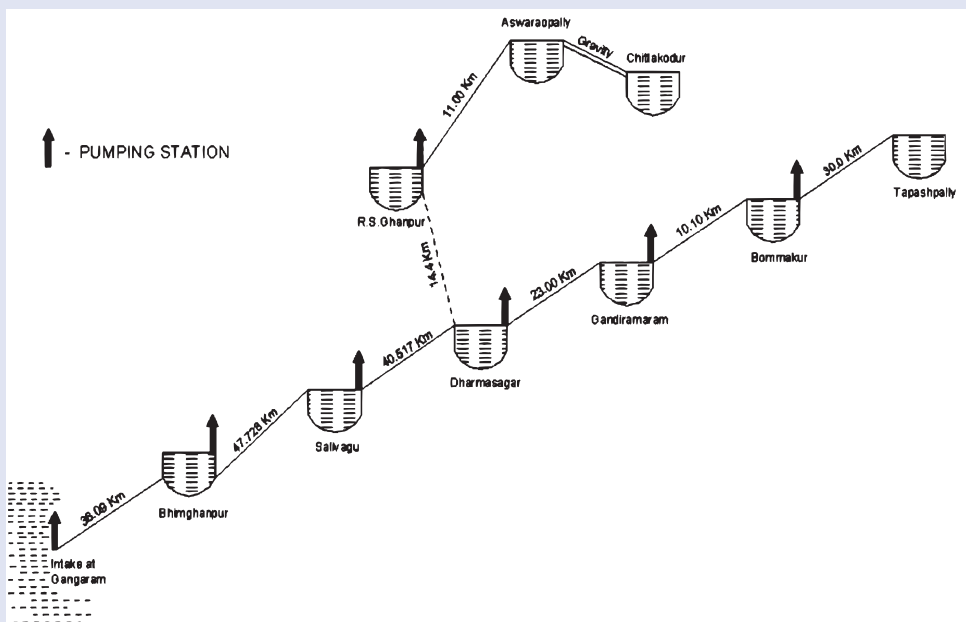 Aswaraopally
Gravity
Chitlakodur
11.00 Km
- PUMPING STATION
R.S.Ghanpur
30.0 Km
Tapashpally
10.10 Km
Bommakur
14.4 Km
23.00 Km
Gandiramaram
40.517 Km
Dharmasagar
47.728 Km
Salivagu
38.09 Km
Bhimghanpur
Intake at
Gangaram